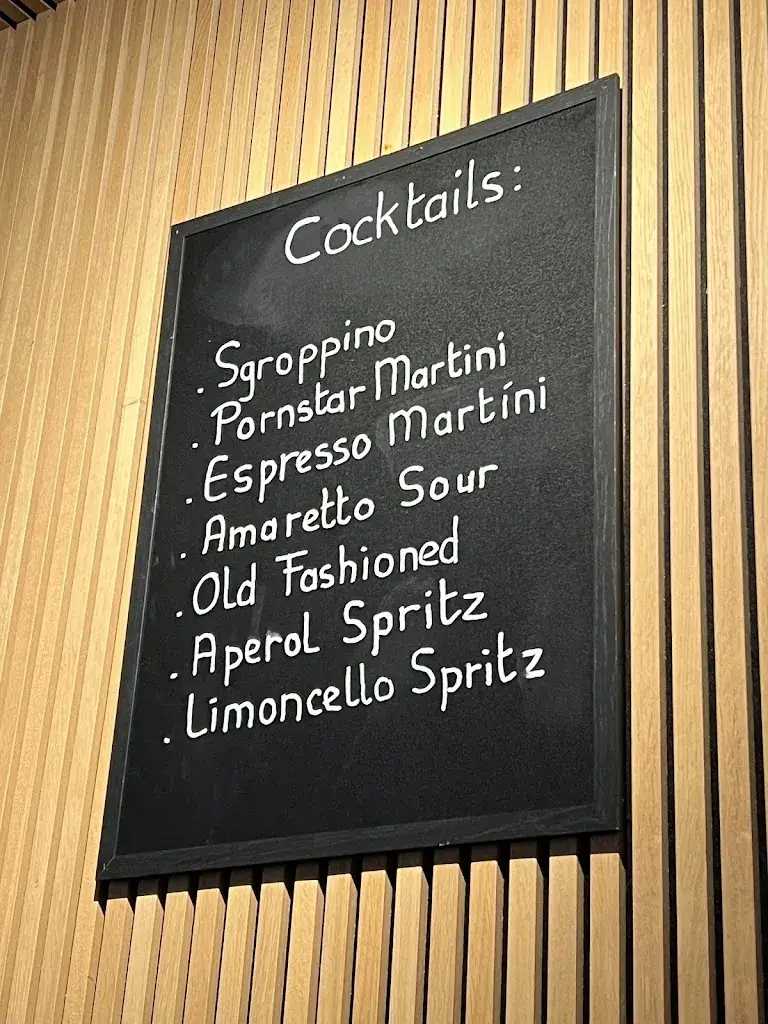 Cocktails:
. Sgroppino
. Pornstar Martini
. Espresso Martini
. Amaretto Sour
. Old Fashioned
. Aperol Spritz
. Limoncello Spritz